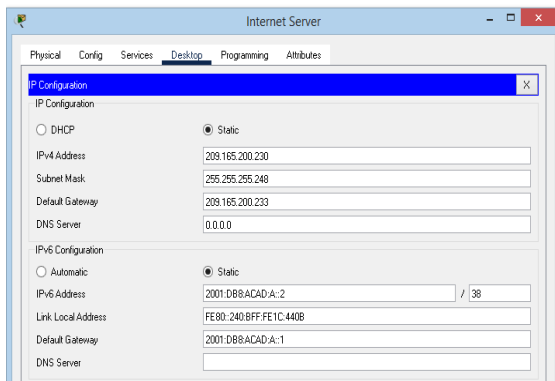 Internet Server
Physical Config Services Desktop Programming Attributes
IP Configuration X
IP Configuration
DHCP Static
IPv4 Address 209.165.200.230
Subnet Mask 255.255.255.248
Default Gateway 209.165.200.233
DNS Server 0.0.0.0
IPv6 Configuration
Automatic Static
IPv6 Address 2001:DB8:ACAD:A::2 / 38
Link Local Address FE80::240:BFF:FE1C:440B
Default Gateway 2001:DB8:ACAD:A::1
DNS Server